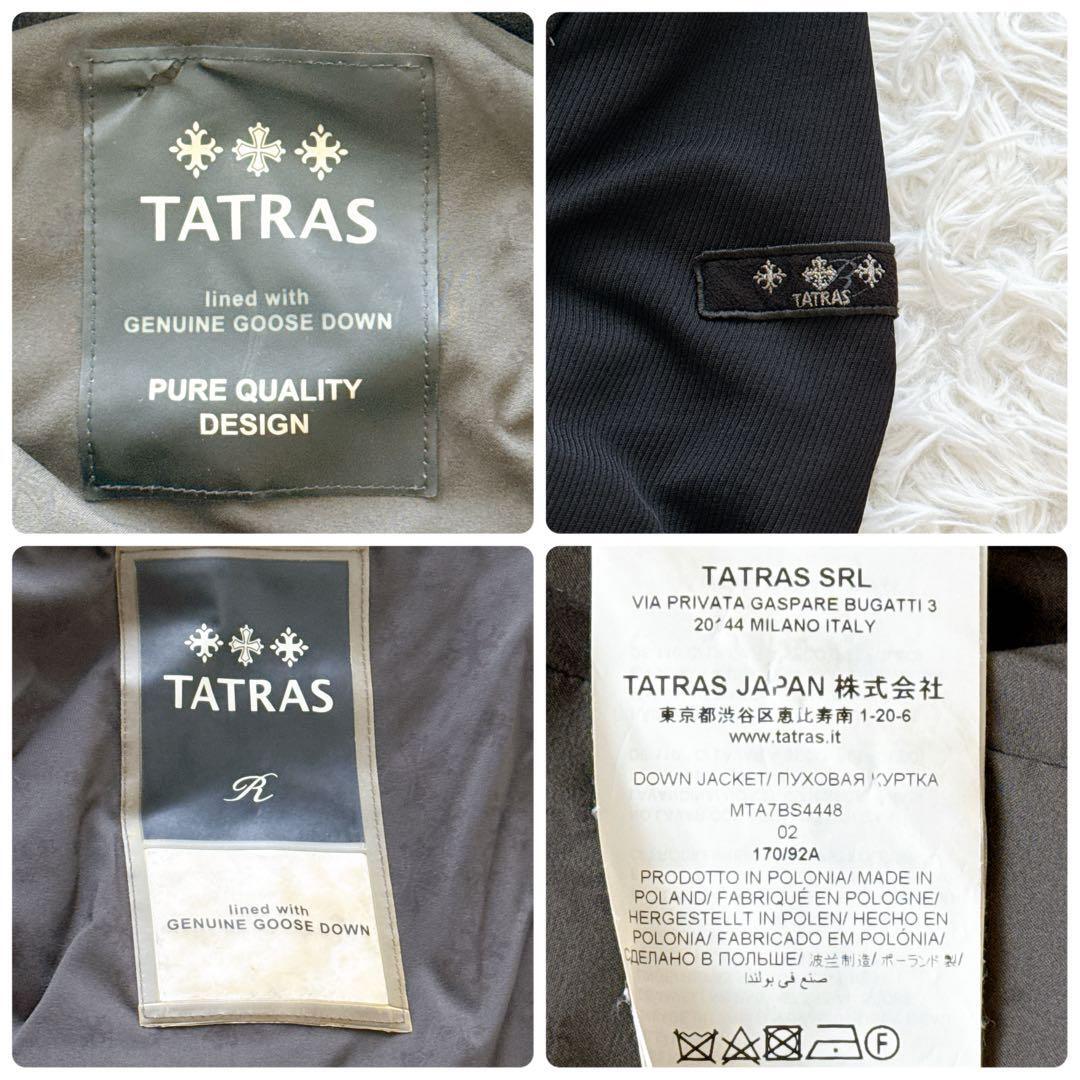 TATRAS
lined with
GENUINE GOOSE DOWN
PURE QUALITY
DESIGN
TATRAS
TATRAS
R
lined with
GENUINE GOOSE DOWN
TATRAS SRL
VIA PRIVATA GASPARE BUGATTI 3
20144 MILANO ITALY
TATRAS JAPAN 株式会社
東京都渋谷区恵比寿南 1-20-6
www.tatras.it
DOWN JACKET/ ПУХОВАЯ КУРТКА
MTA7BS4448
02
170/92A
PRODOTTO IN POLONIA/ MADE IN
POLAND/ FABRIQUÉ EN POLOGNE/
HERGESTELLT IN POLEN/ HECHO EN
POLONIA/ FABRICADO EM POLÓNIA/
СДЕЛАНО В ПОЛЬШЕ/ 波兰制造/ ポーランド製/
صنع في بولندا
F